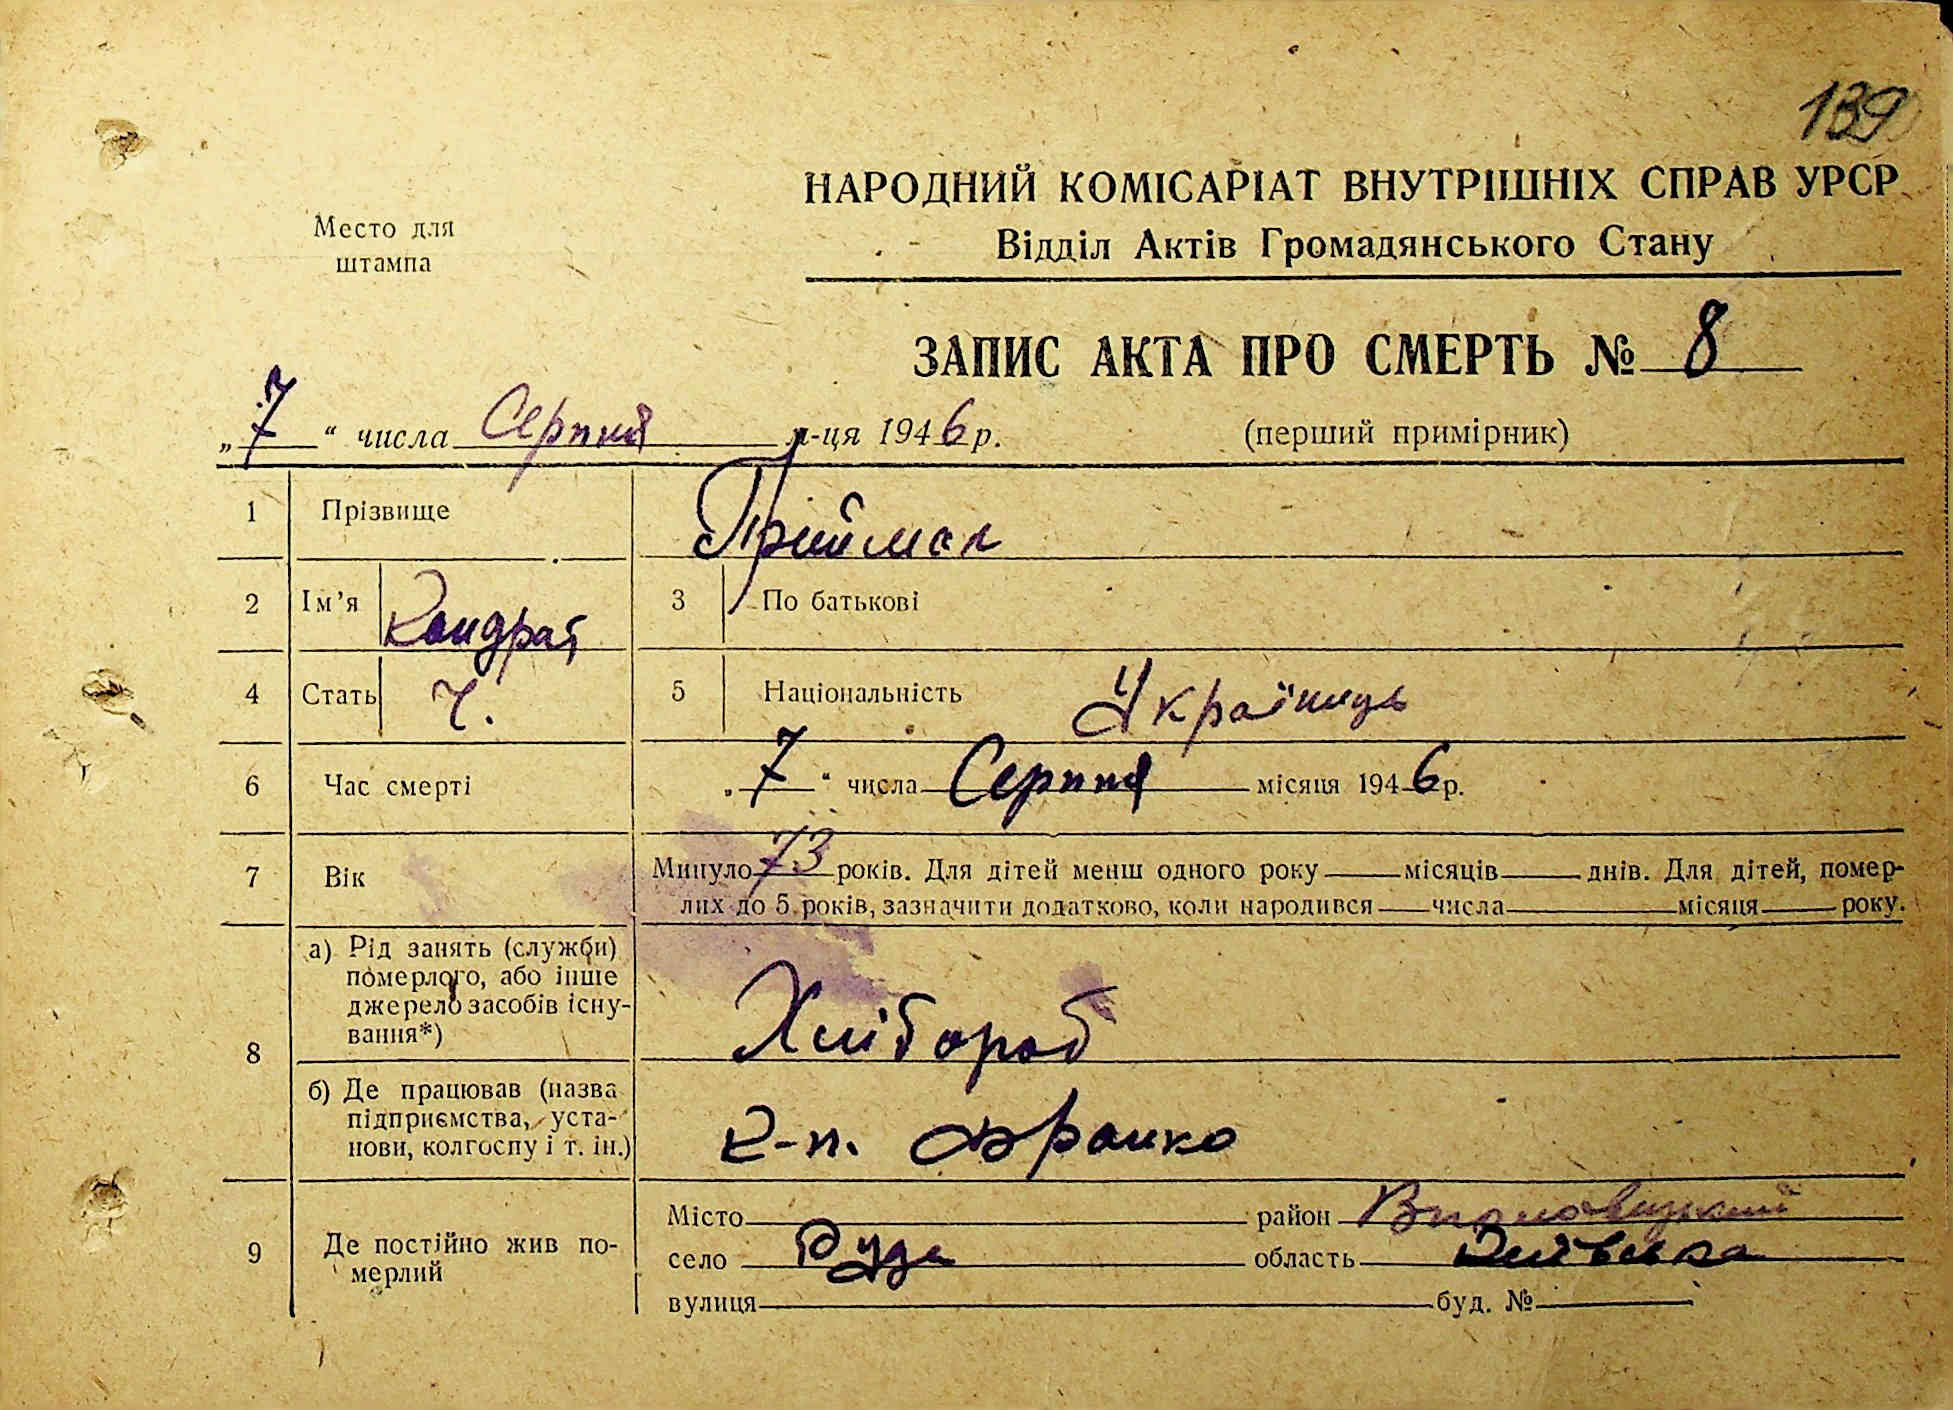 139
НАРОДНИЙ КОМІСАРІАТ ВНУТРІШНІХ СПРАВ УРСР
Место для
штампа
Відділ Актів Громадянського Стану
ЗАПИС АКТА ПРО СМЕРТЬ № 8
„7“ числа Серпня м-ця 1946 р.
(перший примірник)
1 Прізвище Приймак
2 Ім’я Кондрат 3 По батькові
4 Стать Ч. 5 Національність Українець
6 Час смерті „7“ числа Серпня місяця 1946 р.
7 Вік Минуло 73 років. Для дітей менш одного року місяців днів. Для дітей, помер-
лих до 5 років, зазначити додатково, коли народився числа місяця року.
8 а) Рід занять (служби)
померлого, або інше
джерело засобів існу-
вання*)
Хлібороб
б) Де працював (назва
підприємства, уста-
нови, колгоспу і т. ін.)
Франко
9 Де постійно жив по-
мерлий
Місто район
село Руда область
вулиця буд. №